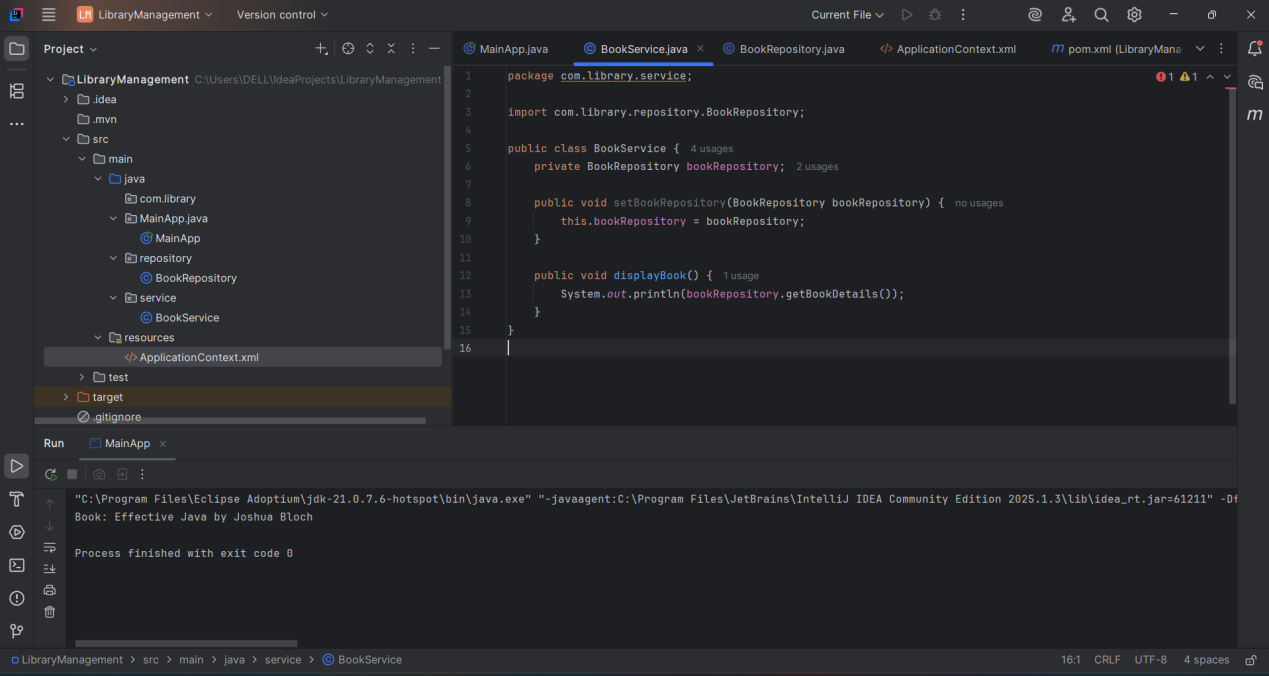 LM LibraryManagement Version control Current File
Project
MainApp.java BookService.java BookRepository.java ApplicationContext.xml pom.xml (LibraryMana
LibraryManagement C:\Users\DELL\IdeaProjects\LibraryManagement
.idea
.mvn
src
main
java
com.library
MainApp.java
MainApp
repository
BookRepository
service
BookService
resources
ApplicationContext.xml
test
target
.gitignore
1 package com.library.service;
1 1
2
3 import com.library.repository.BookRepository;
4
5 public class BookService { 4 usages
6 private BookRepository bookRepository; 2 usages
7
8 public void setBookRepository(BookRepository bookRepository) { no usages
9 this.bookRepository = bookRepository;
10 }
11
12 public void displayBook() { 1 usage
13 System.out.println(bookRepository.getBookDetails());
14 }
15 }
16
m
Run MainApp
"C:\Program Files\Eclipse Adoptium\jdk-21.0.7.6-hotspot\bin\java.exe" "-javaagent:C:\Program Files\JetBrains\IntelliJ IDEA Community Edition 2025.1.3\lib\idea_rt.jar=61211" -Df
Book: Effective Java by Joshua Bloch
Process finished with exit code 0
LibraryManagement > src > main > java > service > BookService 16:1 CRLF UTF-8 4 spaces